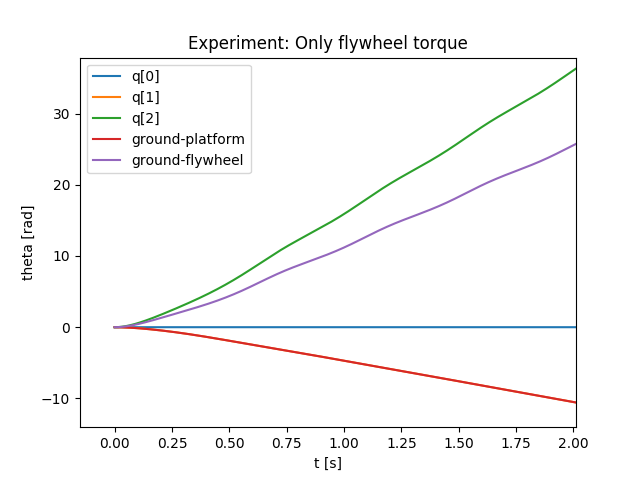 Experiment: Only flywheel torque
q[0]
q[1]
q[2]
ground-platform
ground-flywheel
theta [rad]
30
20
10
0
−10
0.00 0.25 0.50 0.75 1.00 1.25 1.50 1.75 2.00
t [s]